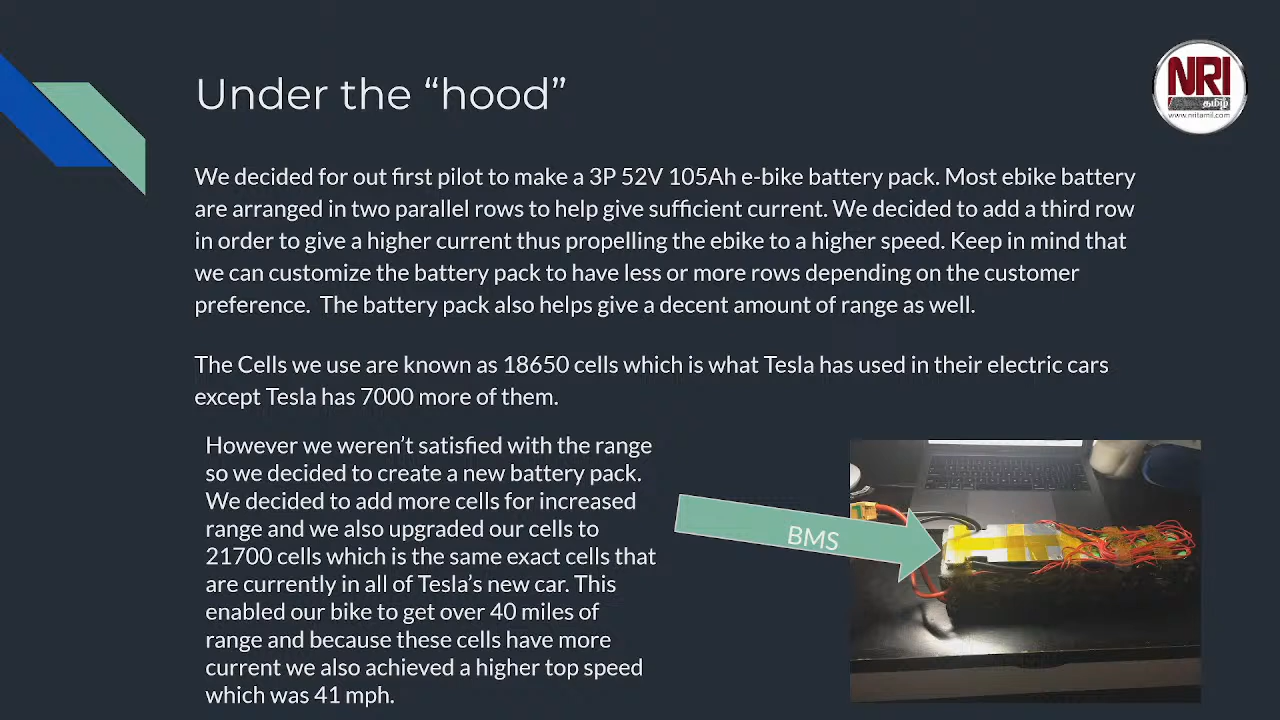 Under the “hood”
NRI
தமிழ்
www.nritamil.com
We decided for out first pilot to make a 3P 52V 105Ah e-bike battery pack. Most ebike battery
are arranged in two parallel rows to help give sufficient current. We decided to add a third row
in order to give a higher current thus propelling the ebike to a higher speed. Keep in mind that
we can customize the battery pack to have less or more rows depending on the customer
preference.  The battery pack also helps give a decent amount of range as well.
The Cells we use are known as 18650 cells which is what Tesla has used in their electric cars
except Tesla has 7000 more of them.
However we weren’t satisfied with the range
so we decided to create a new battery pack.
We decided to add more cells for increased
range and we also upgraded our cells to
21700 cells which is the same exact cells that
are currently in all of Tesla’s new car. This
enabled our bike to get over 40 miles of
range and because these cells have more
current we also achieved a higher top speed
which was 41 mph.
BMS